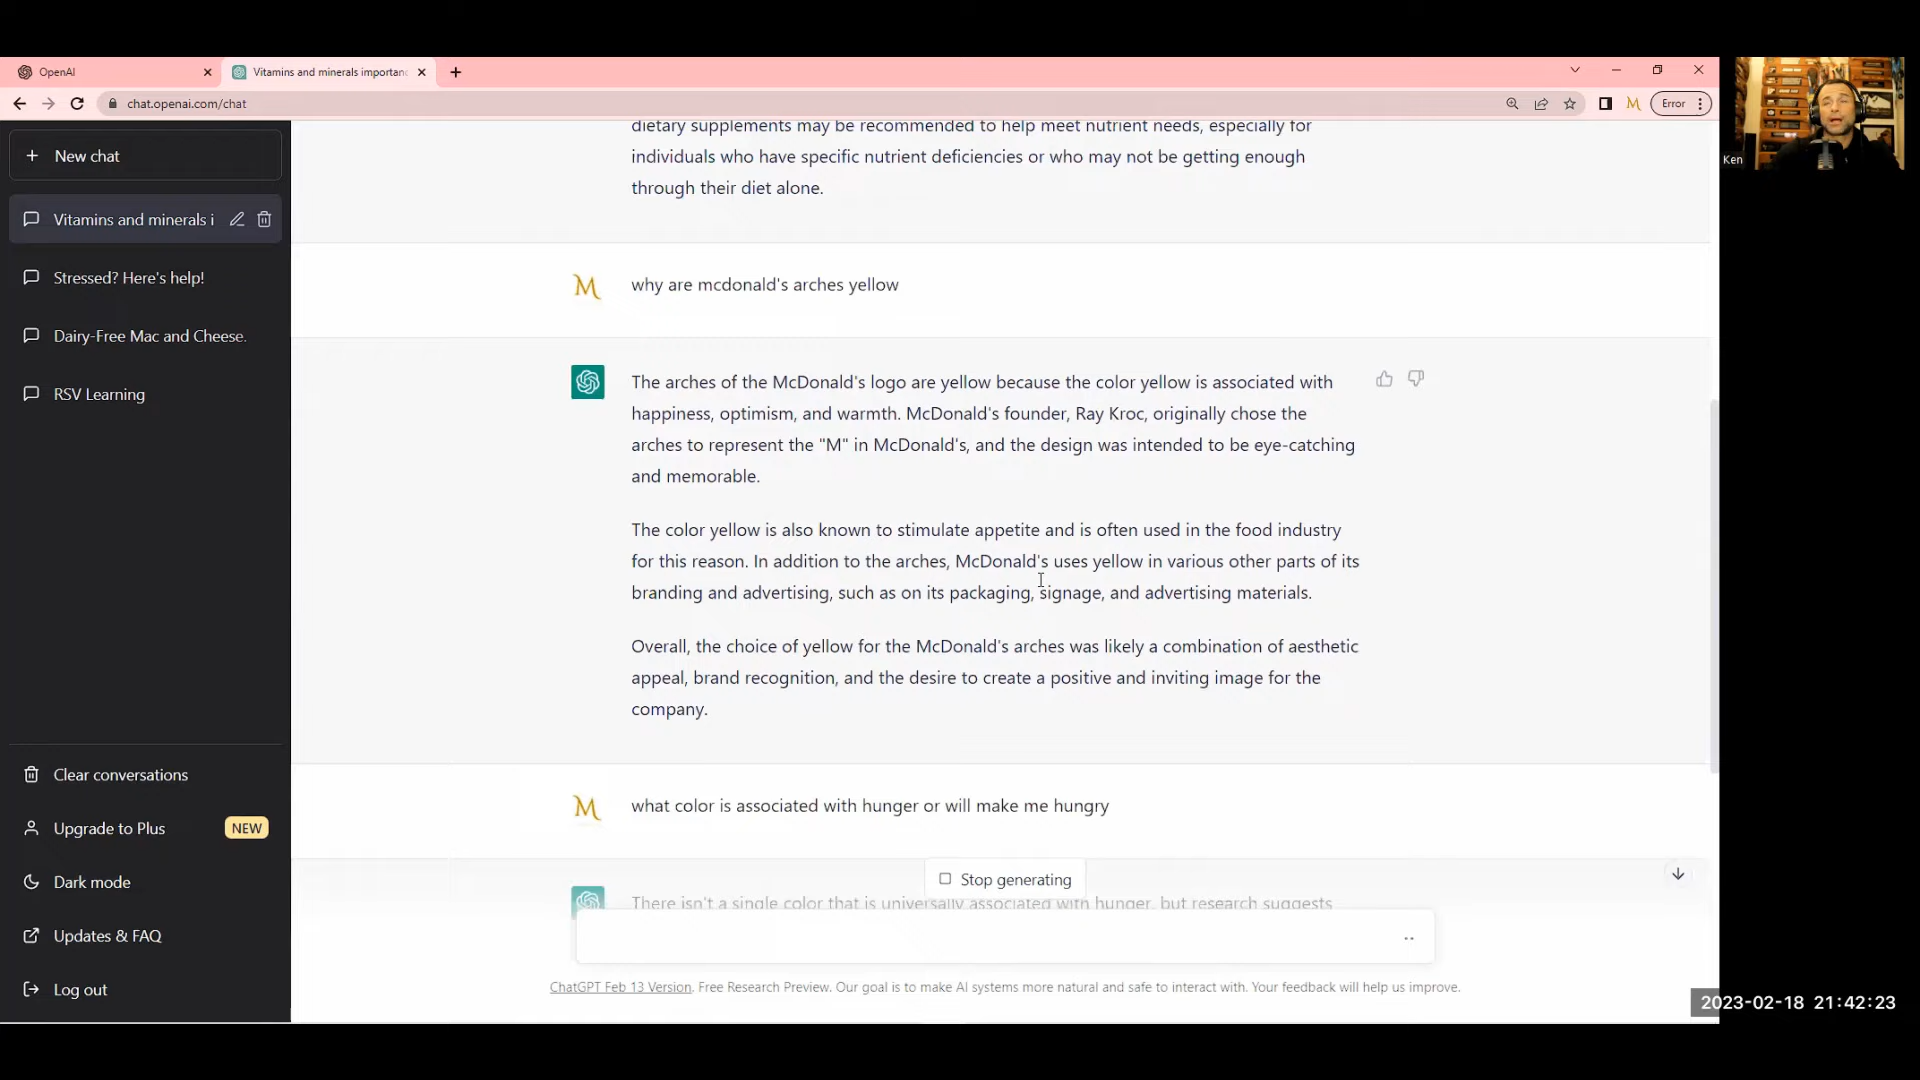 OpenAI
Vitamins and minerals importanc
chat.openai.com/chat
Error
Ken
New chat
Vitamins and minerals i
Stressed? Here's help!
Dairy-Free Mac and Cheese.
RSV Learning
Clear conversations
Upgrade to Plus NEW
Dark mode
Updates & FAQ
Log out
dietary supplements may be recommended to help meet nutrient needs, especially for
individuals who have specific nutrient deficiencies or who may not be getting enough
through their diet alone.
M why are mcdonald's arches yellow
The arches of the McDonald's logo are yellow because the color yellow is associated with
happiness, optimism, and warmth. McDonald's founder, Ray Kroc, originally chose the
arches to represent the "M" in McDonald's, and the design was intended to be eye-catching
and memorable.
The color yellow is also known to stimulate appetite and is often used in the food industry
for this reason. In addition to the arches, McDonald's uses yellow in various other parts of its
branding and advertising, such as on its packaging, signage, and advertising materials.
Overall, the choice of yellow for the McDonald's arches was likely a combination of aesthetic
appeal, brand recognition, and the desire to create a positive and inviting image for the
company.
M what color is associated with hunger or will make me hungry
Stop generating
There isn't a single color that is universally associated with hunger, but research suggests
ChatGPT Feb 13 Version. Free Research Preview. Our goal is to make AI systems more natural and safe to interact with. Your feedback will help us improve.
2023-02-18 21:42:23